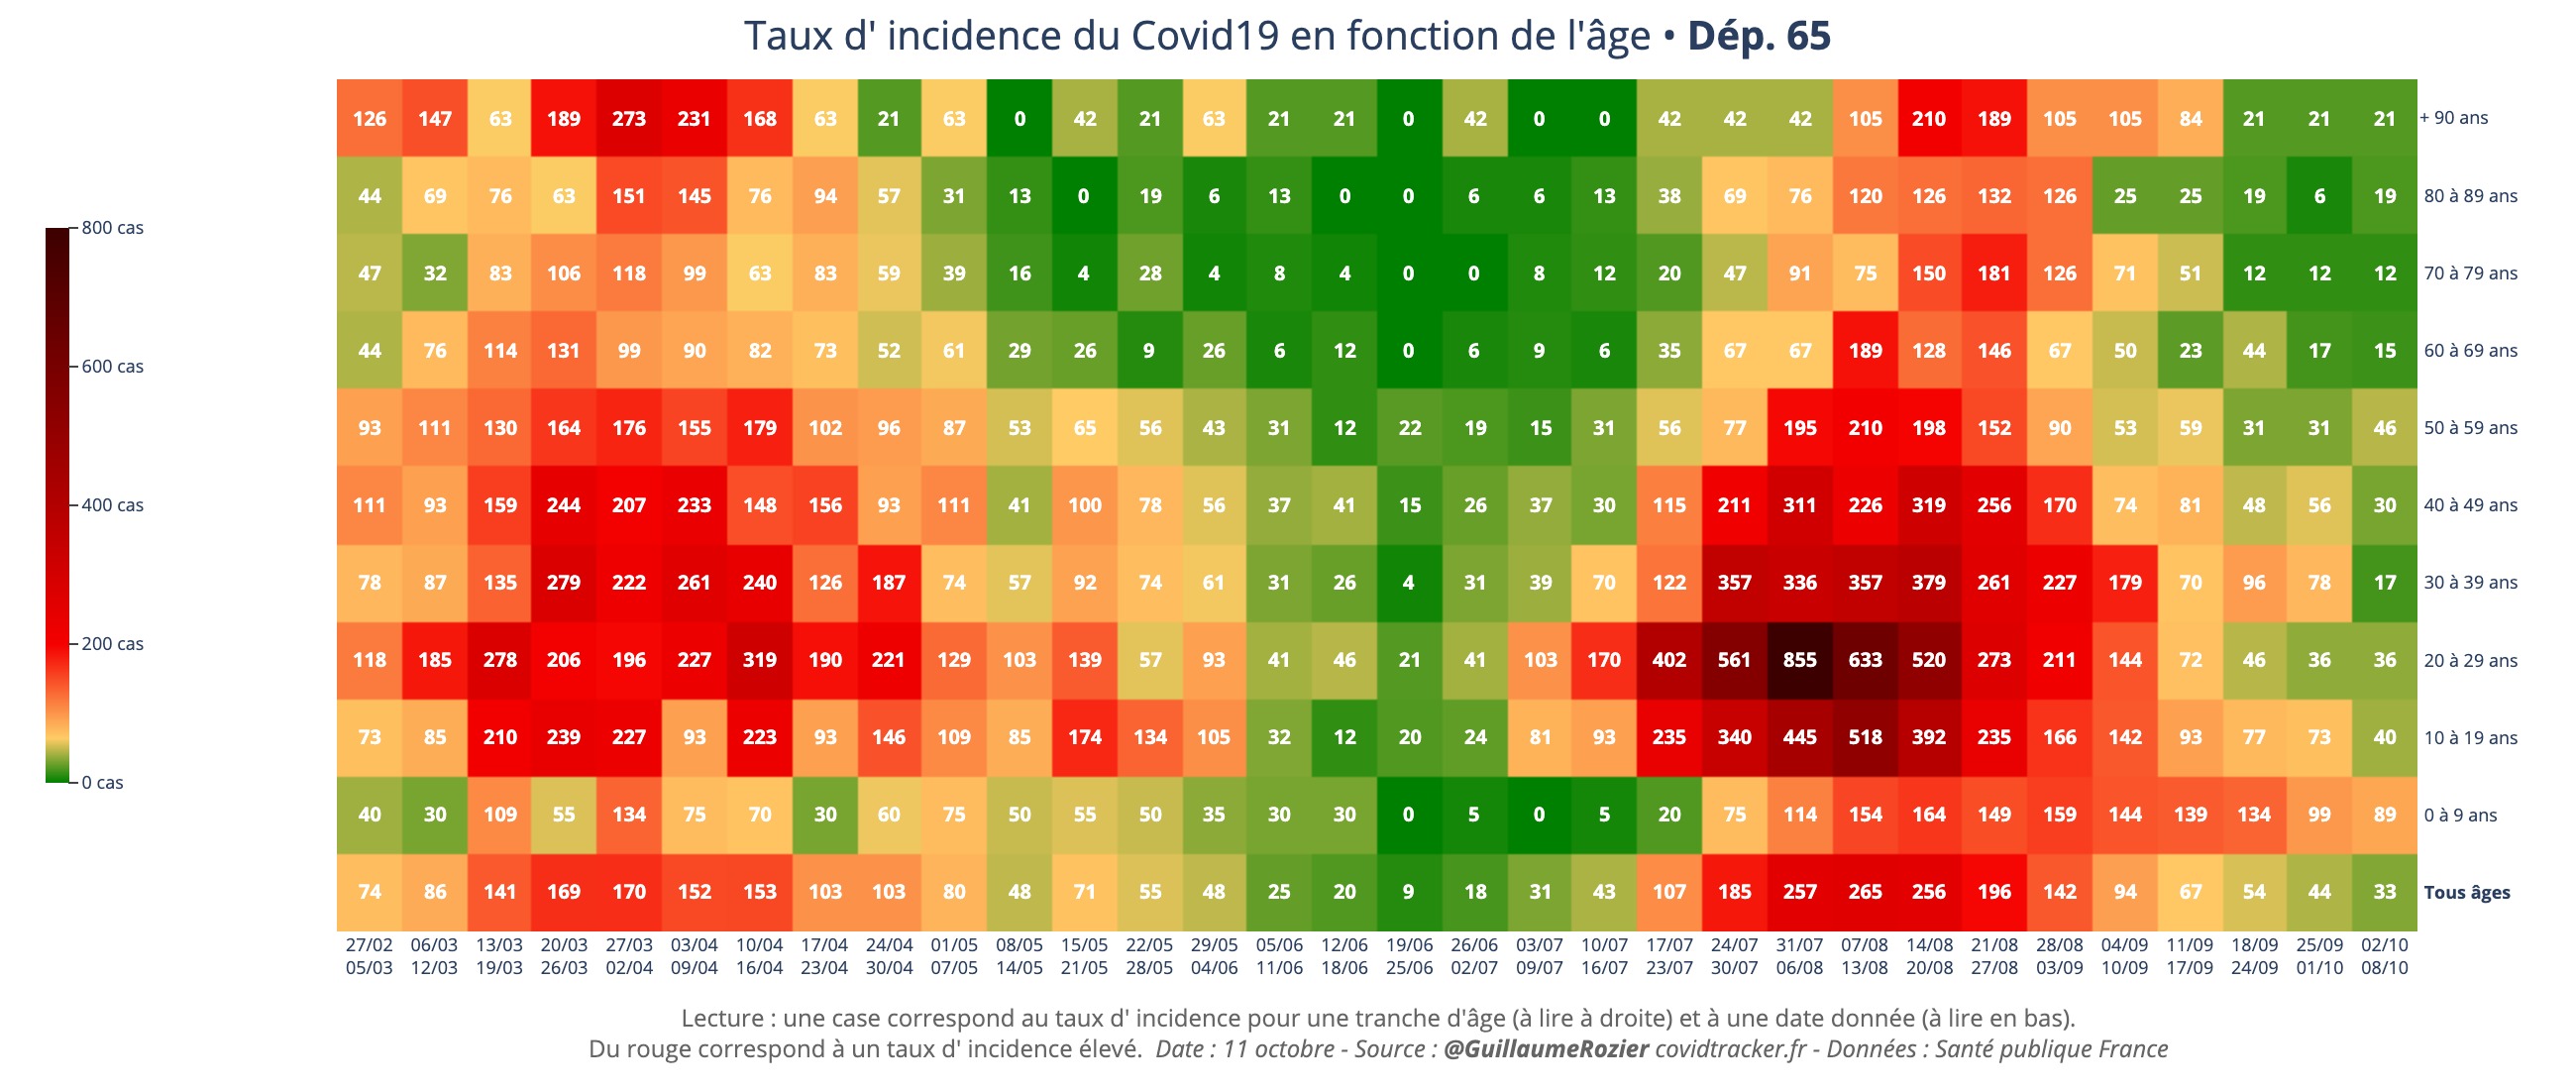 Taux d' incidence du Covid19 en fonction de l'âge • Dép. 65
800 cas
600 cas
400 cas
200 cas
0 cas
126 147 63 189 273 231 168 63 21 63 0 42 21 63 21 21 0 42 0 0 42 42 42 105 210 189 105 105 84 21 21 21 + 90 ans
44 69 76 63 151 145 76 94 57 31 13 0 19 6 13 0 0 6 6 13 38 69 76 120 126 132 126 25 25 19 6 19 80 à 89 ans
47 32 83 106 118 99 63 83 59 39 16 4 28 4 8 4 0 0 8 12 20 47 91 75 150 181 126 71 51 12 12 12 70 à 79 ans
44 76 114 131 99 90 82 73 52 61 29 26 9 26 6 12 0 6 9 6 35 67 67 189 128 146 67 50 23 44 17 15 60 à 69 ans
93 111 130 164 176 155 179 102 96 87 53 65 56 43 31 12 22 19 15 31 56 77 195 210 198 152 90 53 59 31 31 46 50 à 59 ans
111 93 159 244 207 233 148 156 93 111 41 100 78 56 37 41 15 26 37 30 115 211 311 226 319 256 170 74 81 48 56 30 40 à 49 ans
78 87 135 279 222 261 240 126 187 74 57 92 74 61 31 26 4 31 39 70 122 357 336 357 379 261 227 179 70 96 78 17 30 à 39 ans
118 185 278 206 196 227 319 190 221 129 103 139 57 93 41 46 21 41 103 170 402 561 855 633 520 273 211 144 72 46 36 36 20 à 29 ans
73 85 210 239 227 93 223 93 146 109 85 174 134 105 32 12 20 24 81 93 235 340 445 518 392 235 166 142 93 77 73 40 10 à 19 ans
40 30 109 55 134 75 70 30 60 75 50 55 50 35 30 30 0 5 0 5 20 75 114 154 164 149 159 144 139 134 99 89 0 à 9 ans
74 86 141 169 170 152 153 103 103 80 48 71 55 48 25 20 9 18 31 43 107 185 257 265 256 196 142 94 67 54 44 33 Tous âges
27/02 06/03 13/03 20/03 27/03 03/04 10/04 17/04 24/04 01/05 08/05 15/05 22/05 29/05 05/06 12/06 19/06 26/06 03/07 10/07 17/07 24/07 31/07 07/08 14/08 21/08 28/08 04/09 11/09 18/09 25/09 02/10
05/03 12/03 19/03 26/03 02/04 09/04 16/04 23/04 30/04 07/05 14/05 21/05 28/05 04/06 11/06 18/06 25/06 02/07 09/07 16/07 23/07 30/07 06/08 13/08 20/08 27/08 03/09 10/09 17/09 24/09 01/10 08/10
Lecture : une case correspond au taux d' incidence pour une tranche d'âge (à lire à droite) et à une date donnée (à lire en bas).
Du rouge correspond à un taux d' incidence élevé. Date : 11 octobre - Source : @GuillaumeRozier covidtracker.fr - Données : Santé publique France